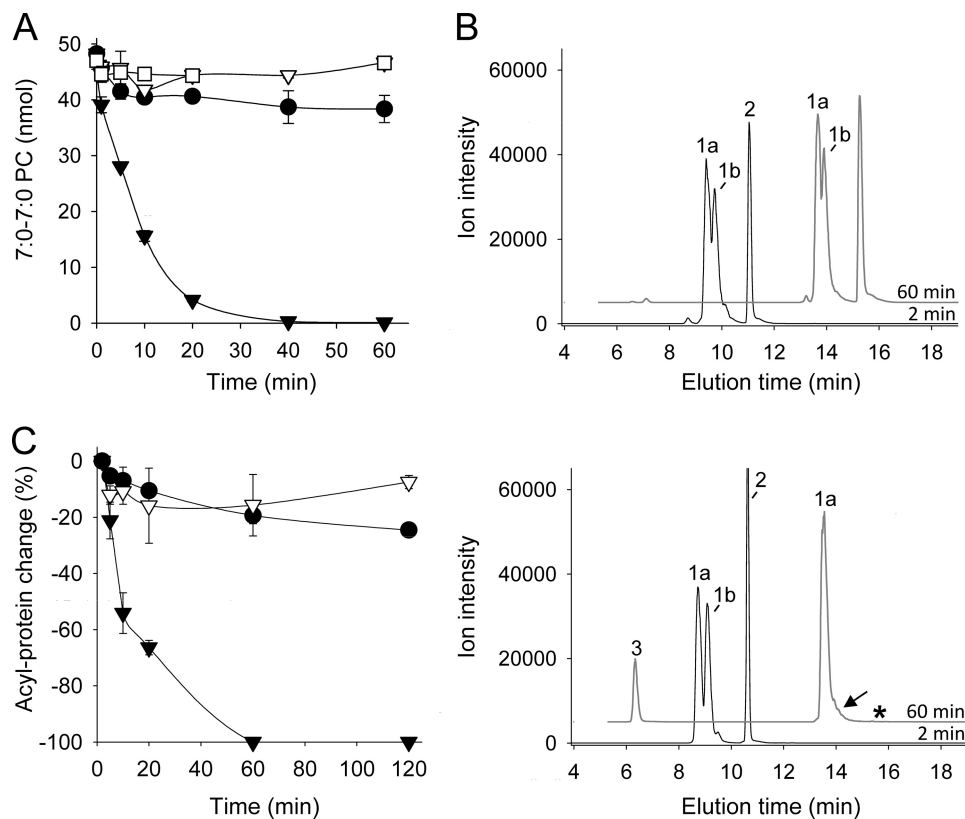 A
50
40
30
20
10
0
7:0-7:0 PC (nmol)
0 10 20 30 40 50 60
Time (min)
B
60000
40000
20000
0
Ion intensity
1a
1b
2
1a
1b
60 min
2 min
4 6 8 10 12 14 16 18
Elution time (min)
C
0
-20
-40
-60
-80
-100
Acyl-protein change (%)
0 20 40 60 80 100 120
Time (min)
60000
40000
20000
0
Ion intensity
3
1a
1b
2
1a
*
60 min
2 min
4 6 8 10 12 14 16 18
Elution time (min)